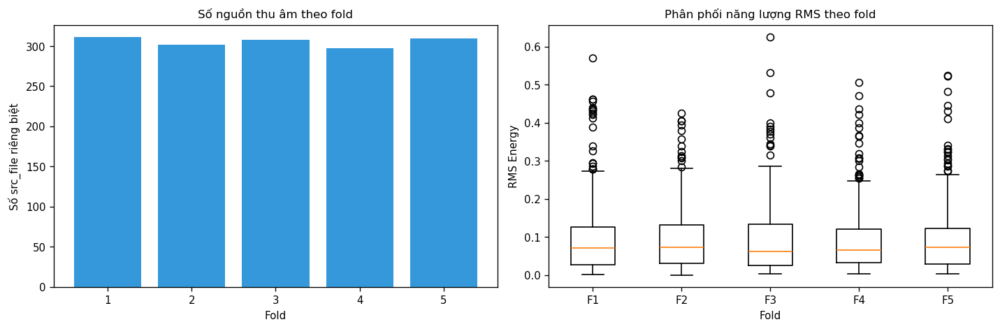 Số nguồn thu âm theo fold
Số src_file riêng biệt
300
250
200
150
100
50
0
1 2 3 4 5
Fold
Phân phối năng lượng RMS theo fold
RMS Energy
0.6
0.5
0.4
0.3
0.2
0.1
0.0
F1 F2 F3 F4 F5
Fold